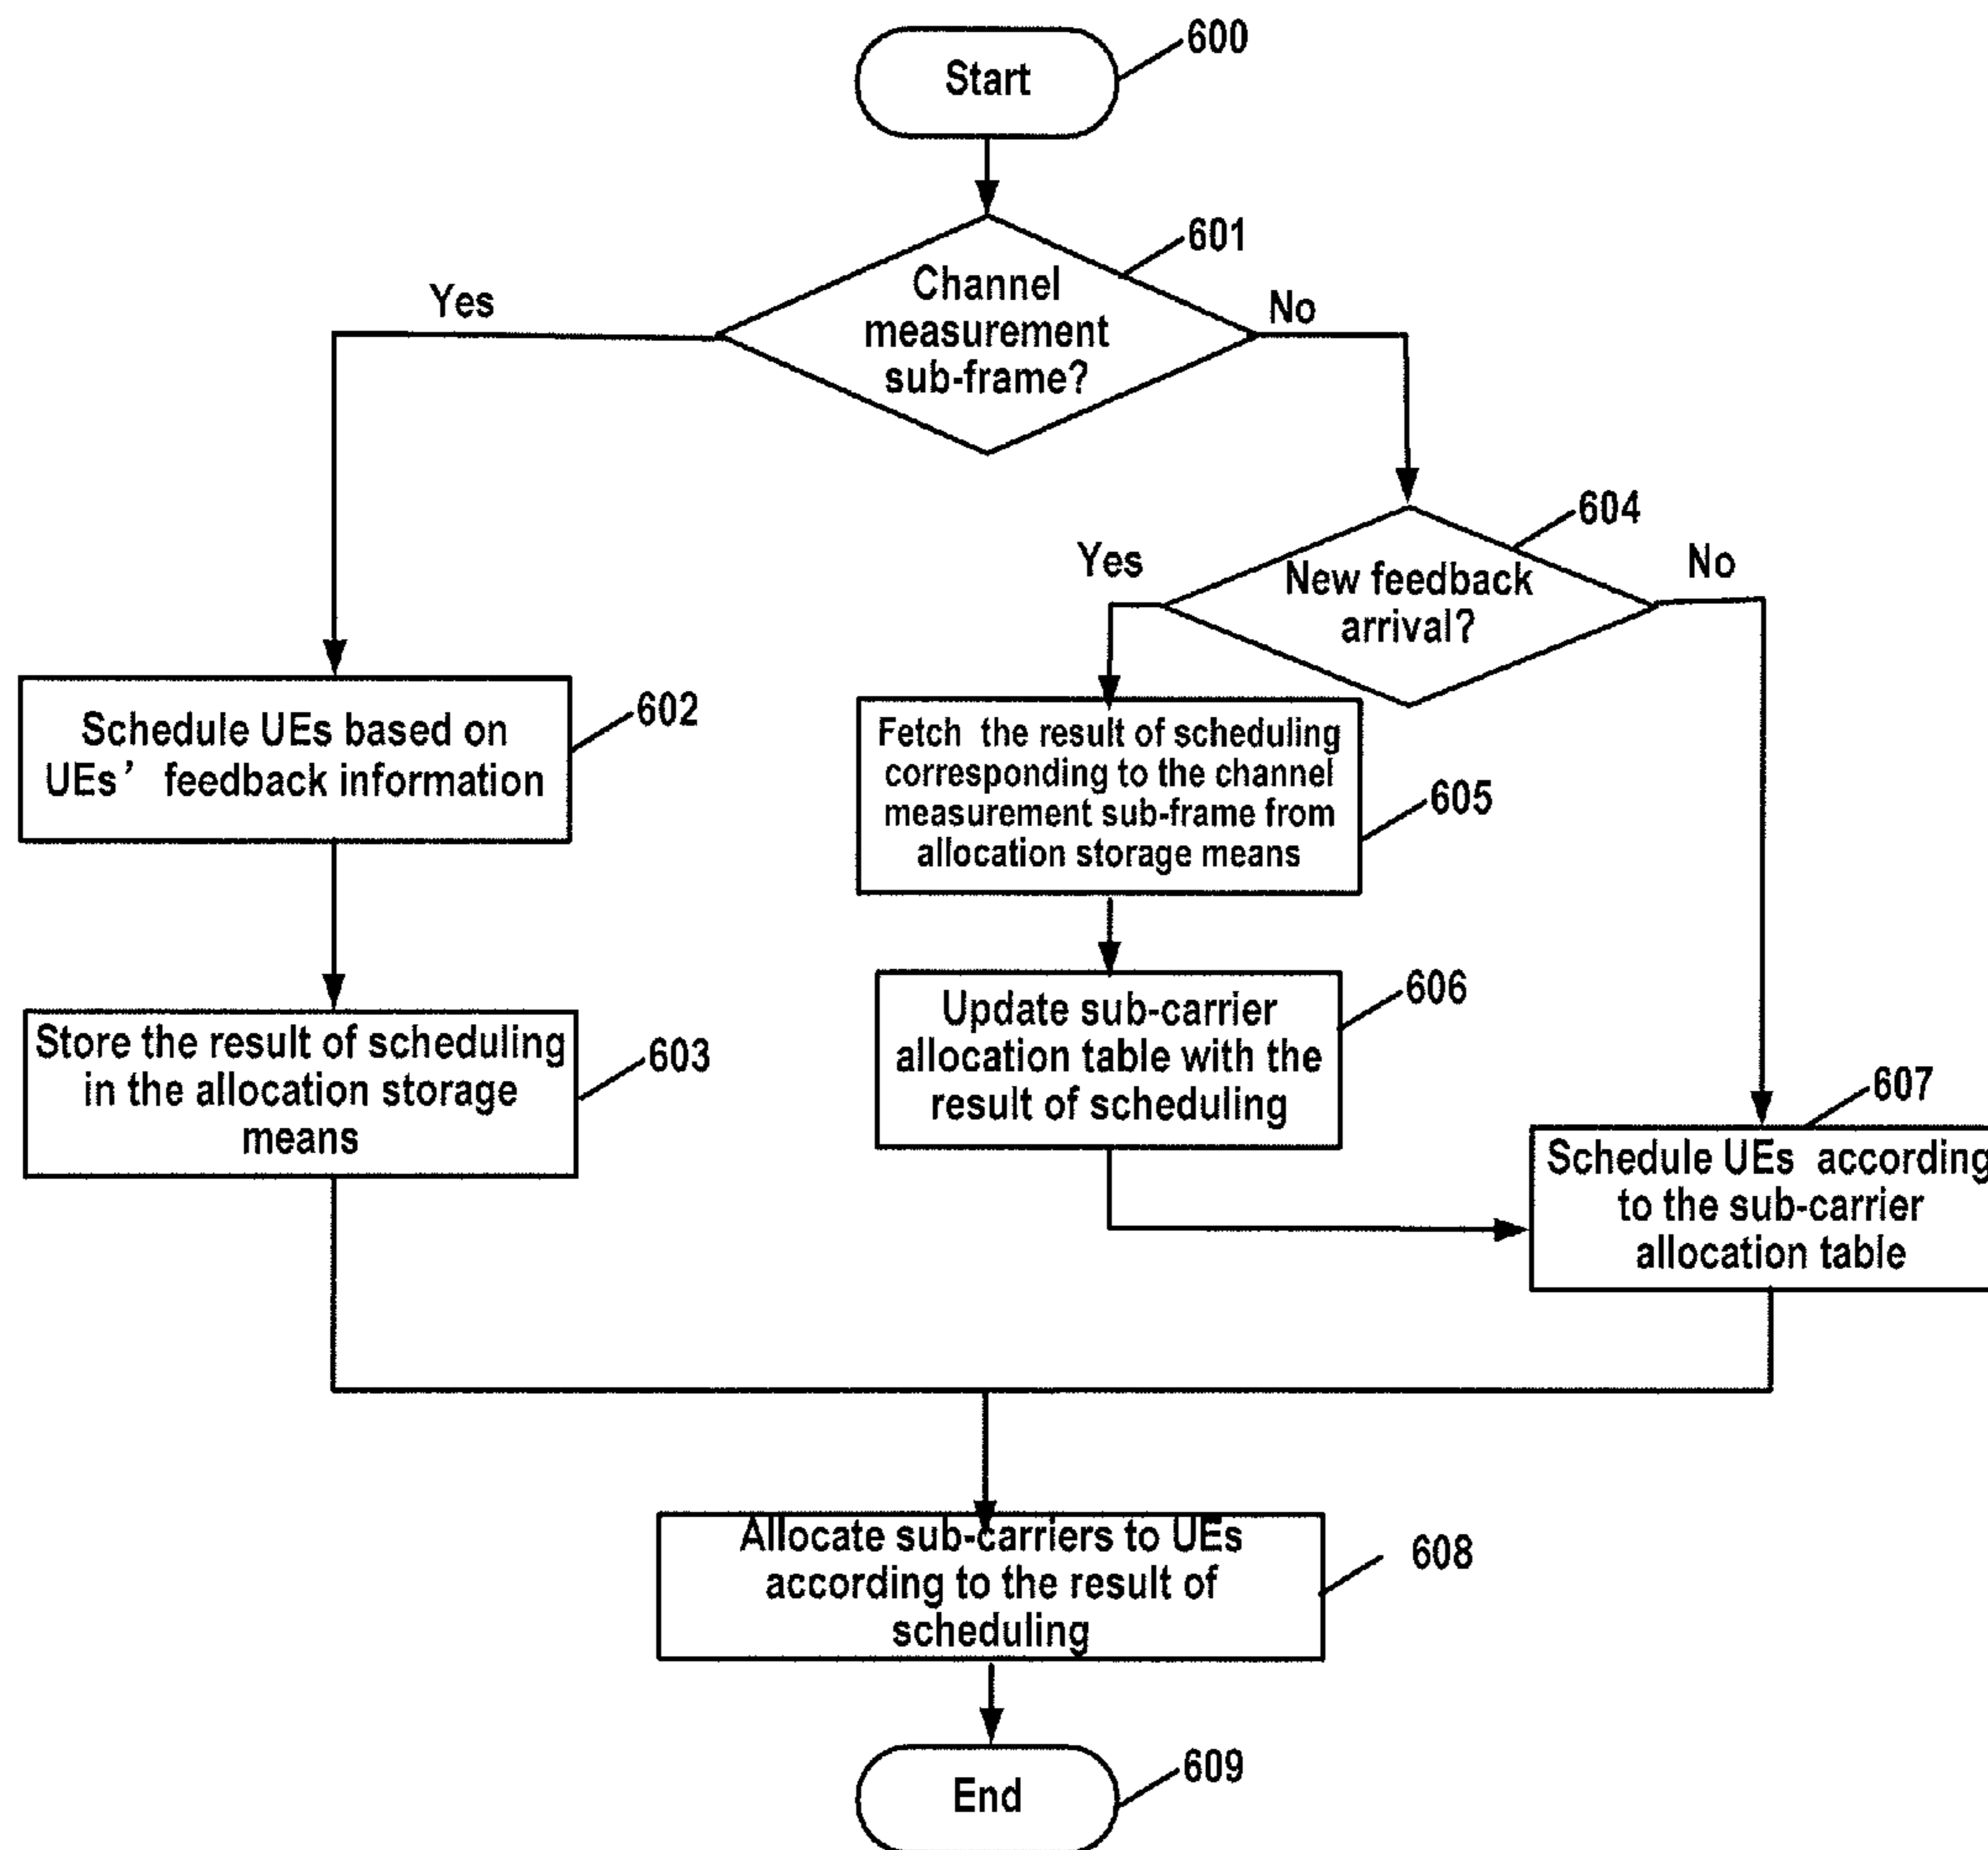 Start
600
601
Channel
measurement
sub-frame?
Yes
No
604
New feedback
arrival?
Yes
No
602
Schedule UEs based on
UEs’ feedback information
Fetch the result of scheduling
corresponding to the channel
measurement sub-frame from
allocation storage means
605
603
Store the result of scheduling
in the allocation storage
means
606
Update sub-carrier
allocation table with the
result of scheduling
607
Schedule UEs according
to the sub-carrier
allocation table
Allocate sub-carriers to UEs
according to the result of
scheduling
608
End
609